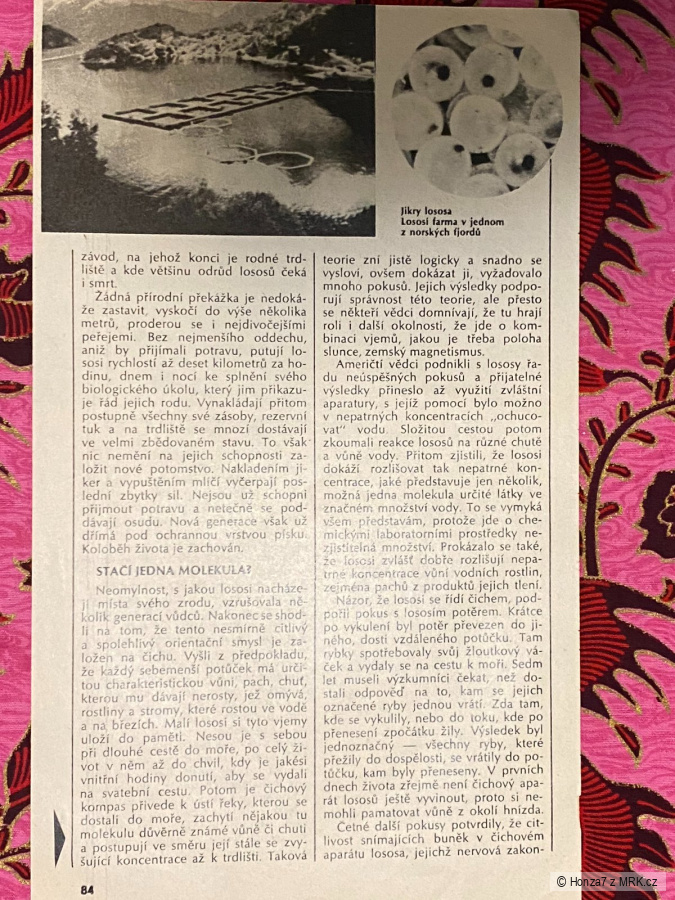 Jikry lososa
Lososí farma v jednom
z norských fjordů
závod, na jehož konci je rodné trd-
liště a kde většinu odrůd lososů čeká
i smrt.
Žádná přírodní překážka je nedoká-
že zastavit, vyskočí do výše několika
metrů, proderou se i nejdivočejšími
peřejemi. Bez nejmenšího oddechu,
aniž by přijímali potravu, putují lo-
sosi rychlostí až deset kilometrů za ho-
dinu, dnem i nocí ke splnění svého
biologického úkolu, který jim přikazu-
je řád jejich rodu. Vynakládají přitom
postupně všechny své zásoby, rezervní
tuk a na trdliště se mnozí dostávají
ve velmi zbědovaném stavu. To však
nic nemění na jejich schopnosti za-
ložit nové potomstvo. Nakladením ji-
ker a vypuštěním mlíčí vyčerpají pos-
lední zbytky sil. Nejsou už schopni
přijmout potravu a netečně se pod-
dávají osudu. Nová generace však už
dřímá pod ochrannou vrstvou písku.
Koloběh života je zachován.
STAČÍ JEDNA MOLEKULA?
Neomylnost, s jakou lososi nacháze-
jí místa svého zrodu, vzrušovala ně-
kolik generací vůdců. Nakonec se shod-
li na tom, že tento nesmírně citlivý
a spolehlivý orientační smysl je za-
ložen na čichu. Vyšli z předpokladu,
že každý sebemenší potůček má urči-
tou charakteristickou vůni, pach, chuť,
kterou mu dávají nerosty, jež omývá,
rostliny a stromy, které rostou ve vodě
a na březích. Malí lososi si tyto vjemy
uloží do paměti. Nesou je s sebou
při dlouhé cestě do moře, po celý ži-
vot v něm až do chvil, kdy je jakési
vnitřní hodiny donutí, aby se vydali
na svatební cestu. Potom je čichový
kompas přivede k ústí řeky, kterou se
dostali do moře, zachytí nějakou tu
molekulu důvěrně známé vůně či chuti
a postupují ve směru její stále se zvy-
šující koncentrace až k trdlišti. Taková
84
teorie zní jistě logicky a snadno se
vysloví, ovšem dokázat ji, vyžadovalo
mnoho pokusů. Jejich výsledky podpo-
rují správnost této teorie, ale přesto
se někteří vědci domnívají, že tu hrají
roli i další okolnosti, že jde o kom-
binaci vjemů, jakou je třeba poloha
slunce, zemský magnetismus.
Američtí vědci podnikli s lososy řa-
du neúspěšných pokusů a přijatelné
výsledky přineslo až využití zvláštní
aparatury, s jejíž pomocí bylo možno
v nepatrných koncentracích „ochuco-
vat“ vodu. Složitou cestou potom
zkoumali reakce lososů na různé chutě
a vůně vody. Přitom zjistili, že lososi
dokáží rozlišovat tak nepatrné kon-
centrace, jaké představuje jen několik,
možná jedna molekula určité látky ve
značném množství vody. To se vymyká
všem představám, protože jde o che-
mickými laboratorními prostředky ne-
zjistitelná množství. Prokázalo se také,
že lososi zvlášť dobře rozlišují nepa-
trné koncentrace vůní vodních rostlin,
zejména pachů z produktů jejich tlení.
Názor, že lososi se řídí čichem, pod-
pořil pokus s lososím potěrem. Krátce
po vykulení byl potěr převezen do ji-
ného, dosti vzdáleného potůčku. Tam
rybky spotřebovaly svůj žloutkový vá-
ček a vydaly se na cestu k moři. Sedm
let museli výzkumníci čekat, než do-
stali odpověď na to, kam se jejich
označené ryby jednou vrátí. Zda tam,
kde se vykulily, nebo do toku, kde po
přenesení zpočátku žily. Výsledek byl
jednoznačný — všechny ryby, které
přežily do dospělosti, se vrátily do po-
tůčku, kam byly přeneseny. V prvních
dnech života zřejmě není čichový apa-
rát lososů ještě vyvinout, proto si ne-
mohli pamatovat vůně z okolí hnízda.
Četné další pokusy potvrdily, že cit-
livost snímajících buněk v čichovém
aparátu lososa, jejichž nervová zakon-
© Honza7 z MRK.cz